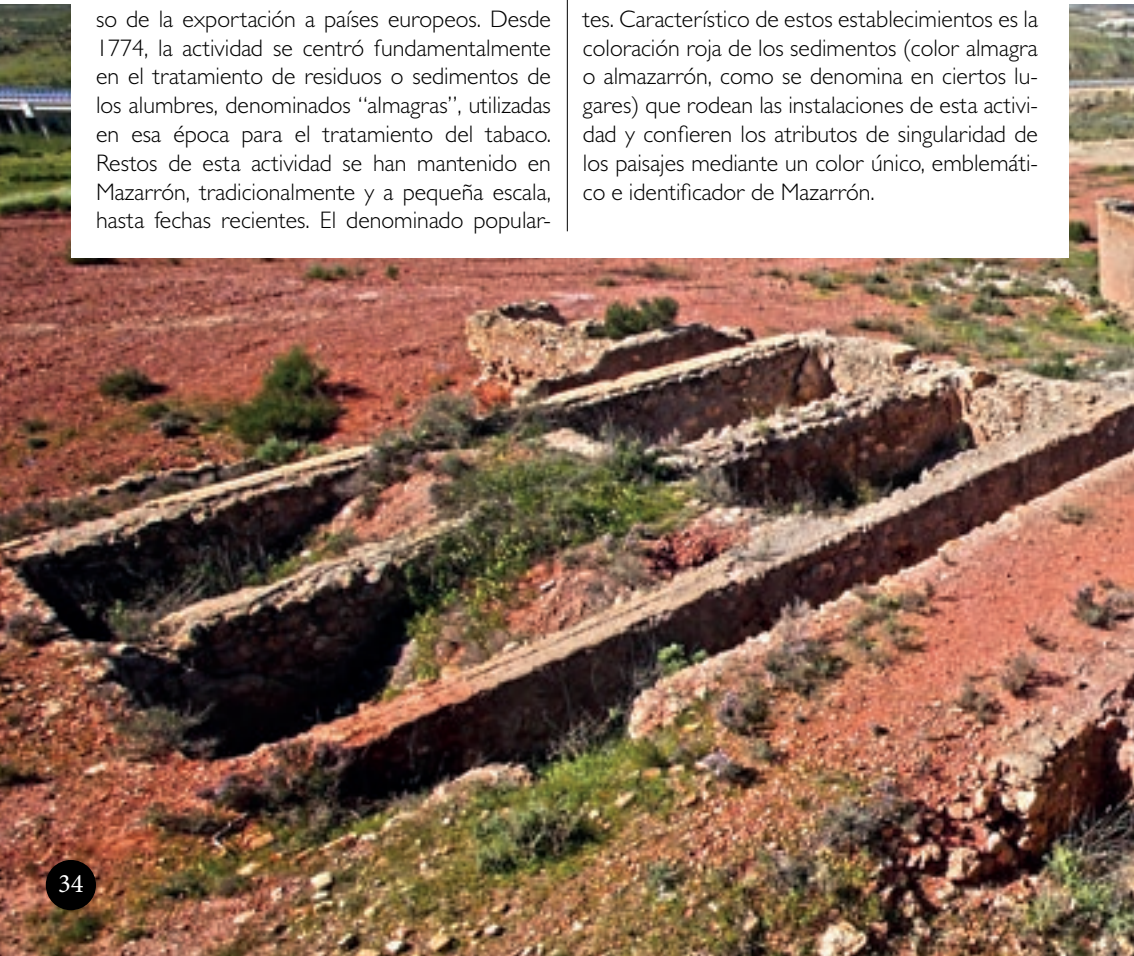 so de la exportación a países europeos. Desde
1774, la actividad se centró fundamentalmente
en el tratamiento de residuos o sedimentos de
los alumbres, denominados “almagras”, utilizadas
en esa época para el tratamiento del tabaco.
Restos de esta actividad se han mantenido en
Mazarrón, tradicionalmente y a pequeña escala,
hasta fechas recientes. El denominado popular-
tes. Característico de estos establecimientos es la
coloración roja de los sedimentos (color almagra
o almazarrón, como se denomina en ciertos lu-
gares) que rodean las instalaciones de esta activi-
dad y confieren los atributos de singularidad de
los paisajes mediante un color único, emblemáti-
co e identificador de Mazarrón.
34